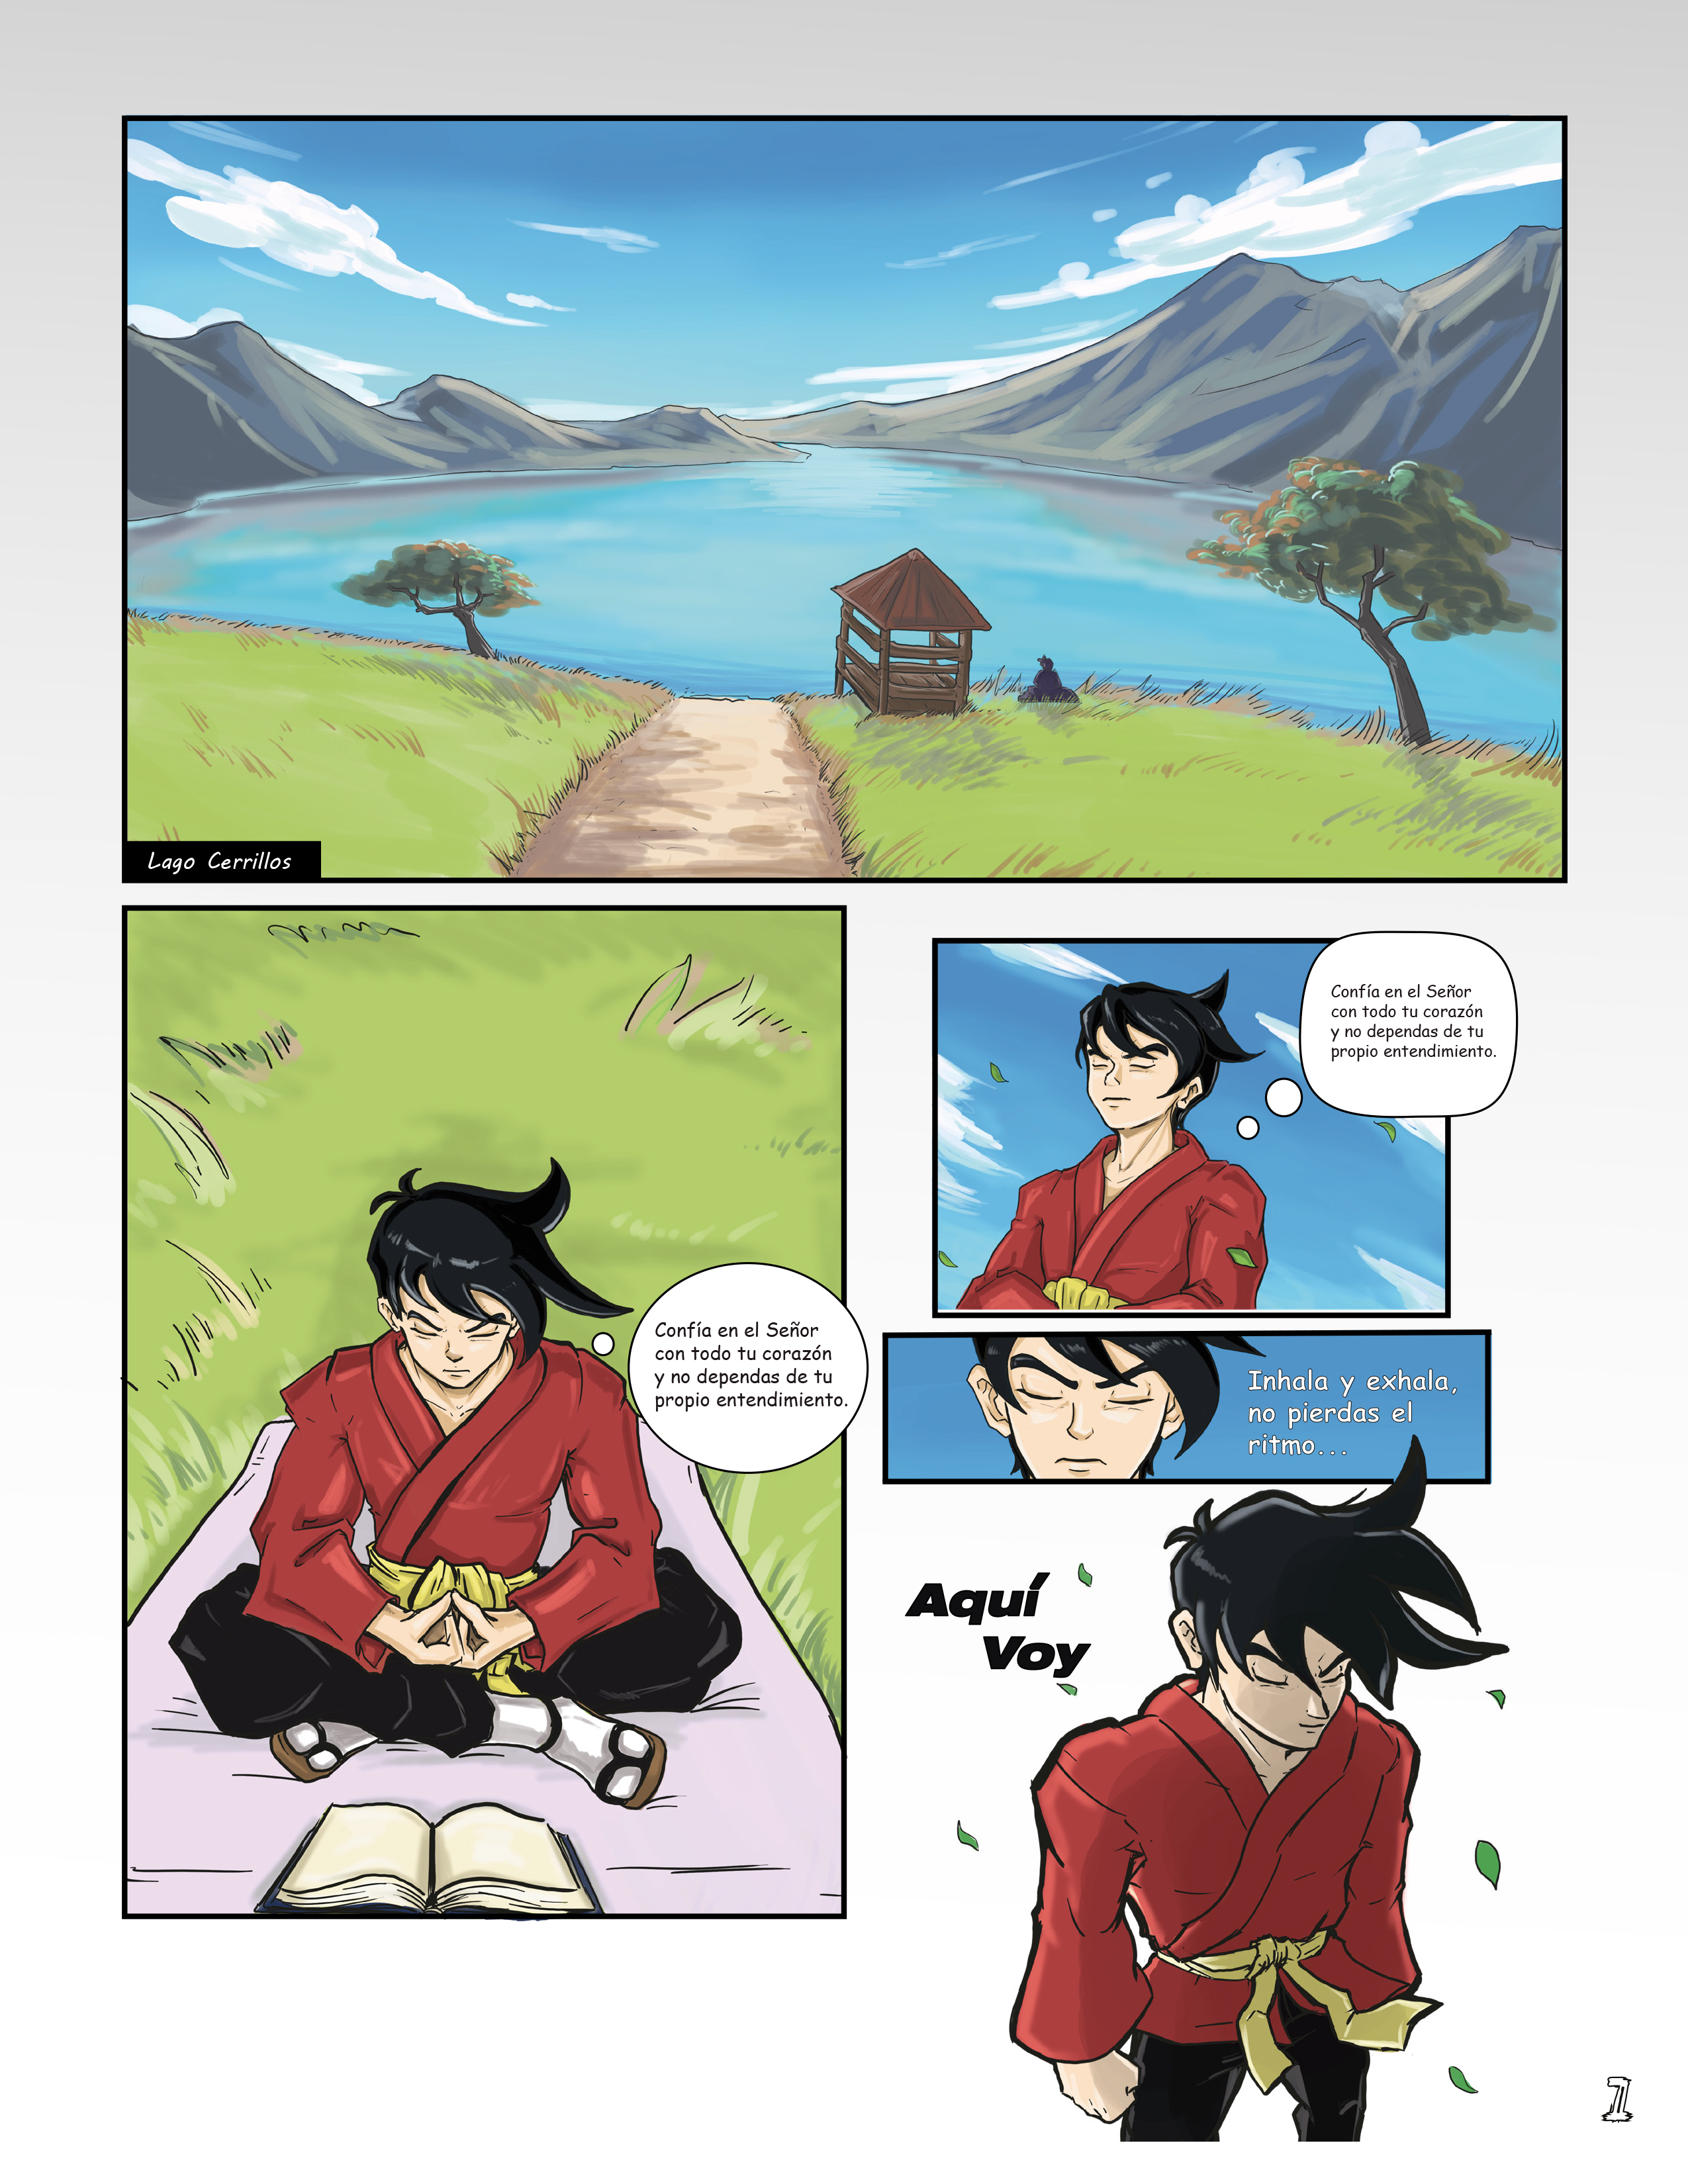 Lago Cerrillos
Confía en el Señor
con todo tu corazón
y no dependas de tu
propio entendimiento.
Confía en el Señor
con todo tu corazón
y no dependas de tu
propio entendimiento.
Inhala y exhala,
no pierdas el
ritmo...
Aquí
Voy
1